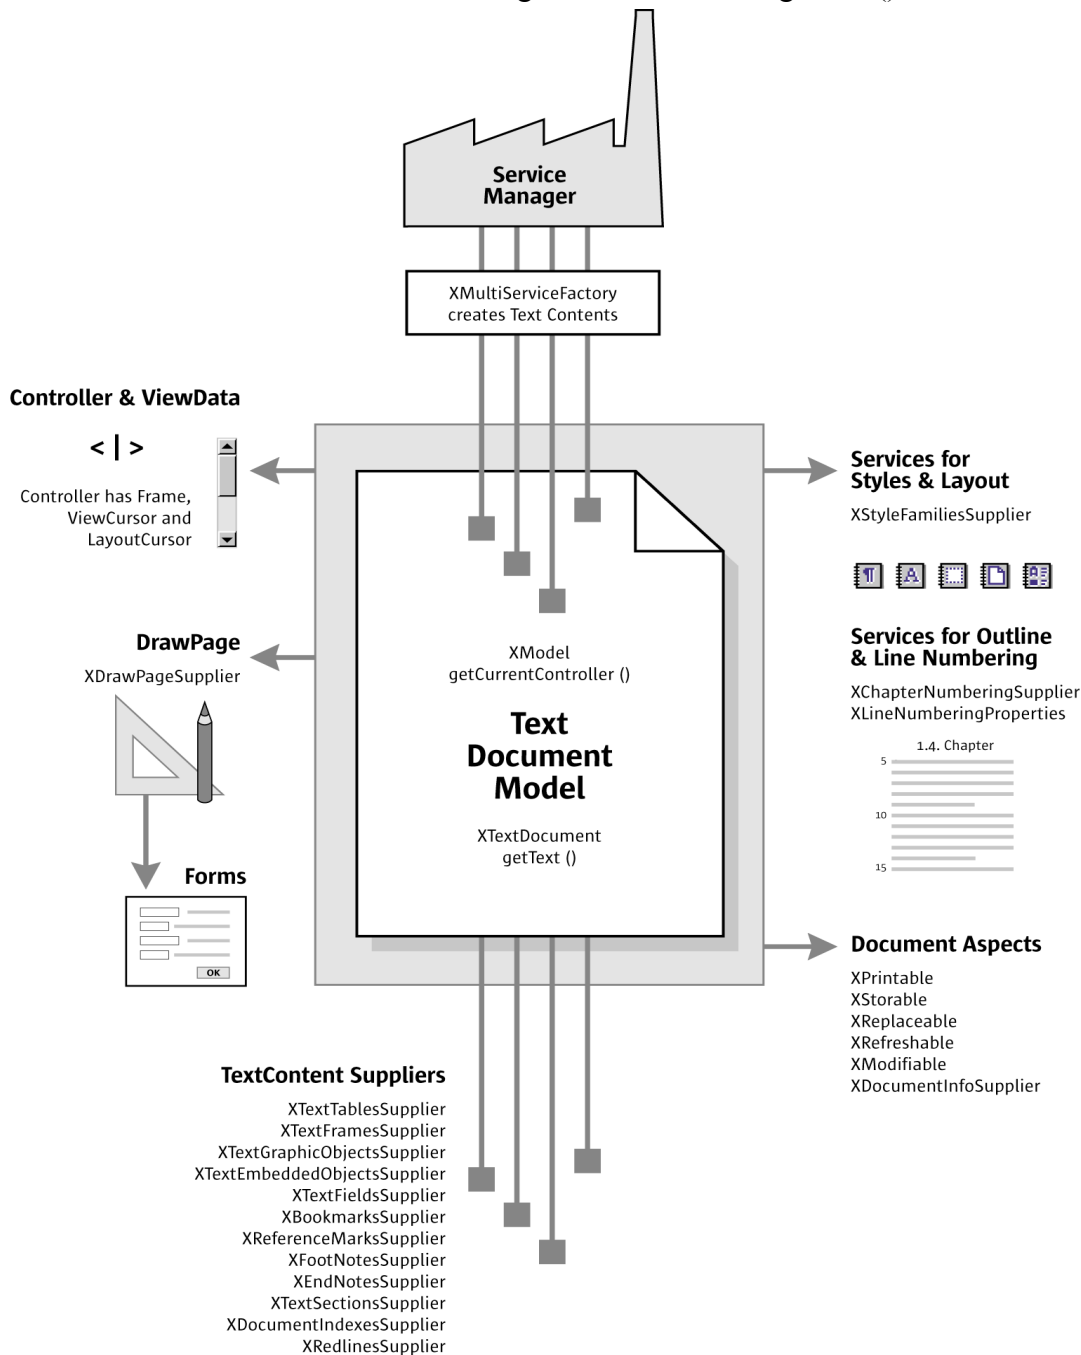 Service
Manager
XMultiServiceFactory
creates Text Contents
Controller & ViewData
< | >
Controller has Frame,
ViewCursor and
LayoutCursor
Services for
Styles & Layout
XStyleFamiliesSupplier
DrawPage
XDrawPageSupplier
XModel
getCurrentController ()
Text
Document
Model
XTextDocument
getText ()
Services for Outline
& Line Numbering
XChapterNumberingSupplier
XLineNumberingProperties
1.4. Chapter
5
10
15
Forms
OK
Document Aspects
XPrintable
XStorable
XReplaceable
XRefreshable
XModifiable
XDocumentInfoSupplier
TextContent Suppliers
XTextTablesSupplier
XTextFramesSupplier
XTextGraphicObjectsSupplier
XTextEmbeddedObjectsSupplier
XTextFieldsSupplier
XBookmarksSupplier
XReferenceMarksSupplier
XFootNotesSupplier
XEndNotesSupplier
XTextSectionsSupplier
XDocumentIndexesSupplier
XRedlinesSupplier